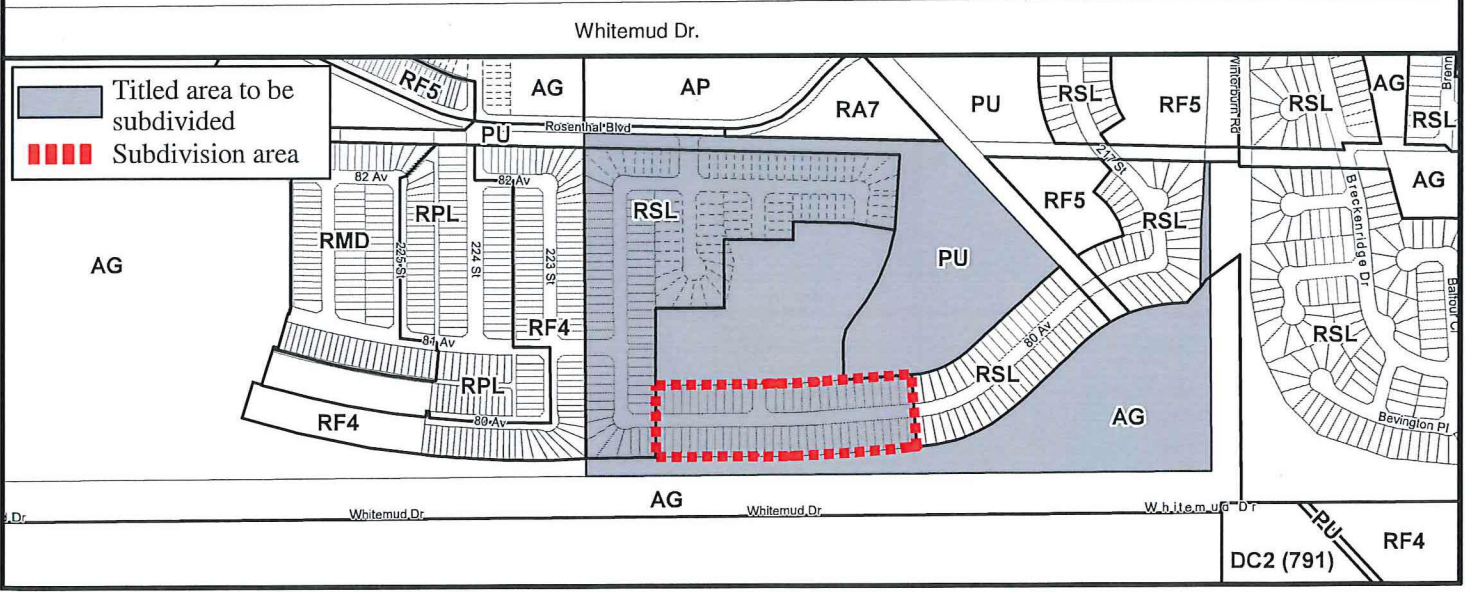 Whitemud Dr.
Titled area to be
subdivided
Subdivision area
RF5
AG
AP
RA7
PU
RSL
RF5
Winterburn Rd
RSL
AG
RSL
PU
Rosenthal Blvd
82 Av
82 Av
217 St
RPL
RMD
225 St
224 St
223 St
RSL
RF5
RSL
Breckenridge Dr
AG
AG
PU
RF4
81 Av
80 Av
RSL
RPL
RSL
RF4
80 Av
AG
Bevington Pl
AG
Whitemud Dr
Whitemud Dr
Whitemud Dr
PU
RF4
DC2 (791)